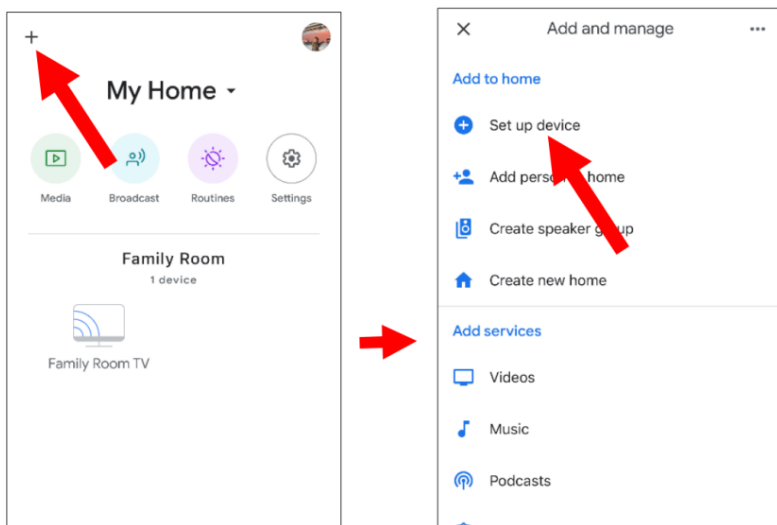 +
My Home
Media Broadcast Routines Settings
Family Room
1 device
Family Room TV
Add and manage
Add to home
Set up device
Add home
Create speaker
Create new home
Add services
Videos
Music
Podcasts